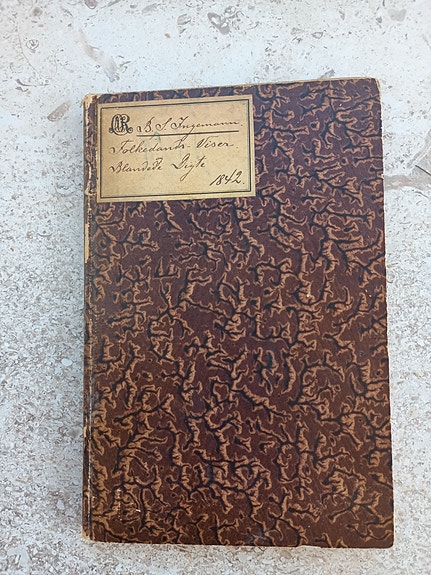 B. S. Ingemann
Folkedands-Viser
Blandede Digte
1842.